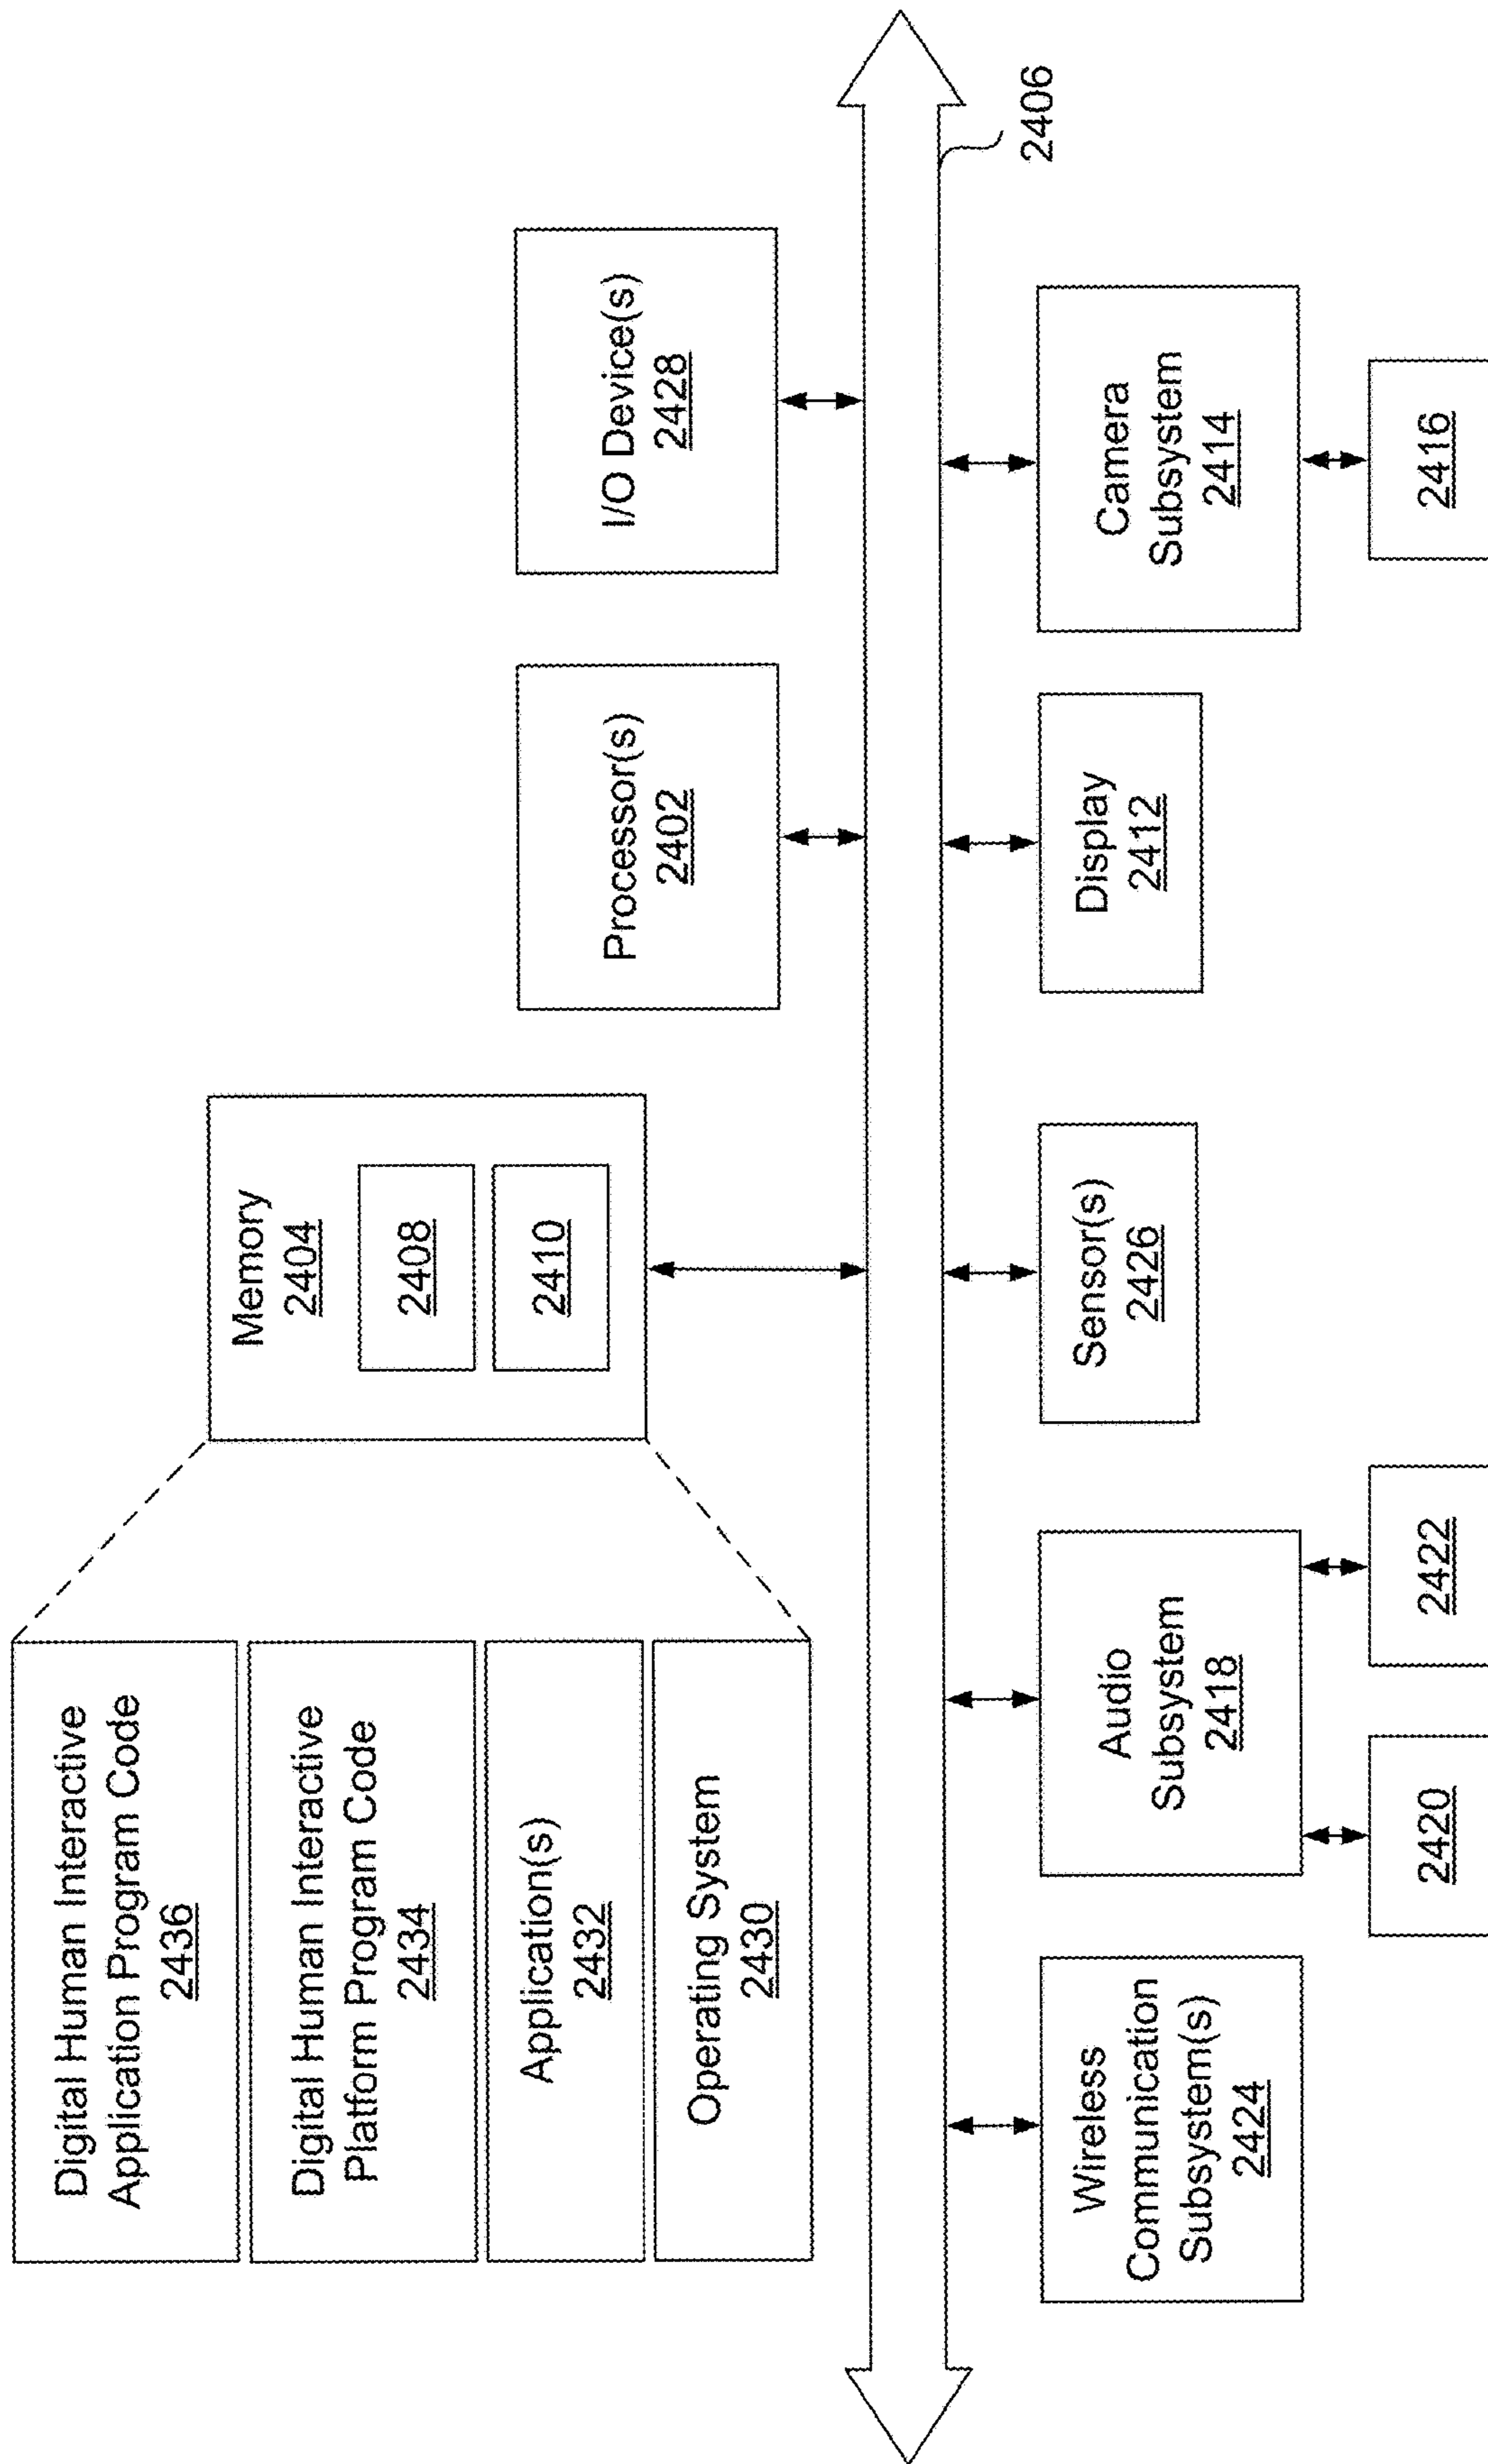 Digital Human Interactive
Application Program Code
2436
Digital Human Interactive
Platform Program Code
2434
Application(s)
2432
Operating System
2430
Memory
2404
2408
2410
Processor(s)
2402
I/O Device(s)
2428
2406
Wireless
Communication
Subsystem(s)
2424
Audio
Subsystem
2418
2420
2422
Sensor(s)
2426
Display
2412
Camera
Subsystem
2414
2416